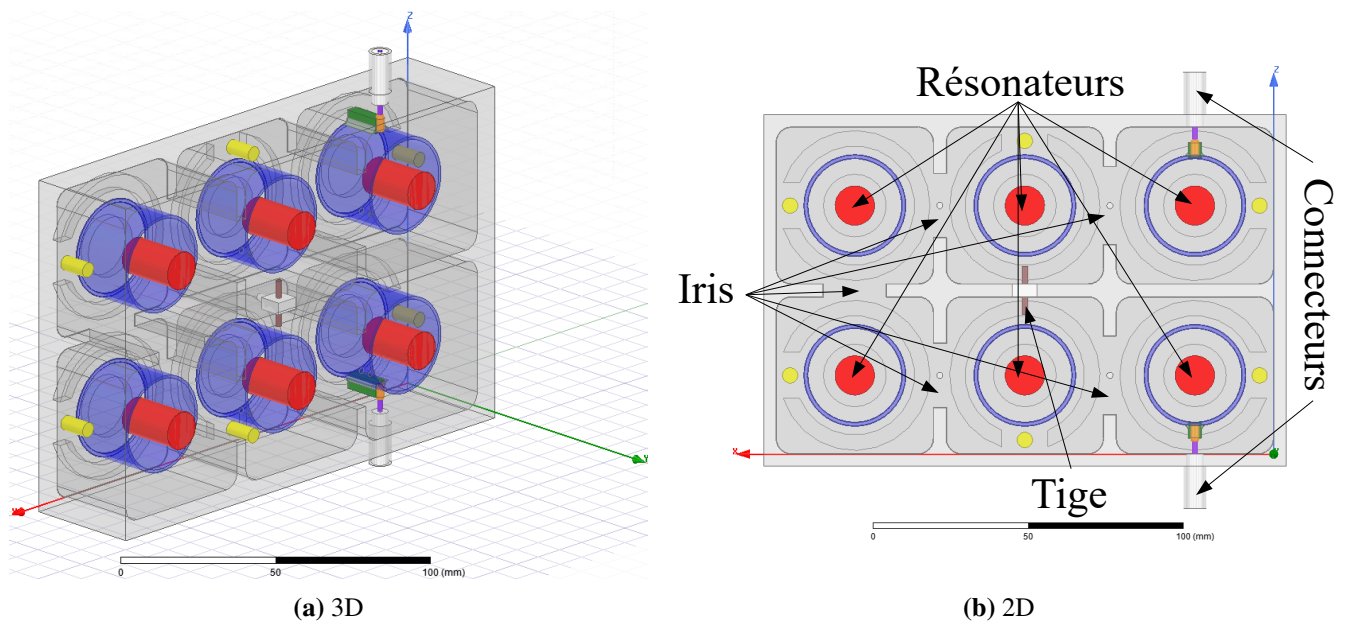 z
x
y
0
50
100 (mm)
(a) 3D
Résonateurs
z
Iris
Connecteurs
x
Tige
0
50
100 (mm)
(b) 2D